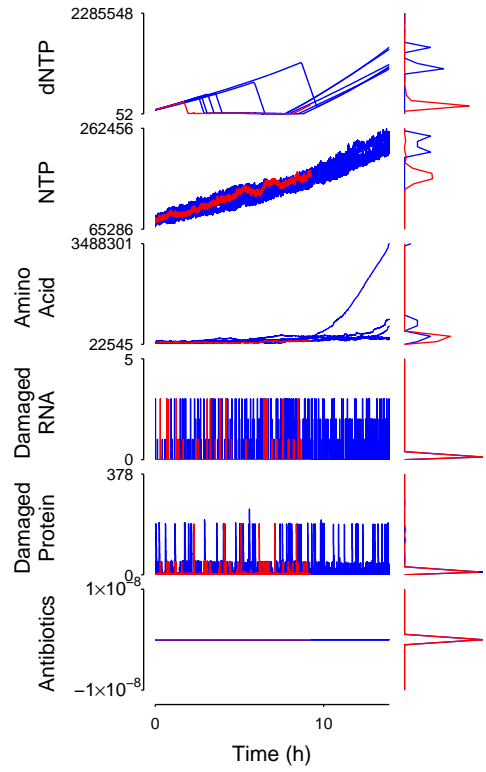 2285548
dNTP
52
262456
NTP
65286
3488301
Amino
Acid
22545
5
Damaged
RNA
0
378
Damaged
Protein
0
1×10⁻⁸
Antibiotics
−1×10⁻⁸
0 10
Time (h)